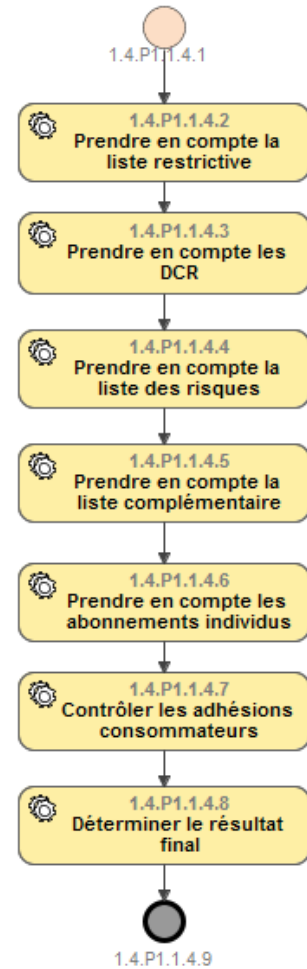 1.4.P1.1.4.1
1.4.P1.1.4.2
Prendre en compte la
liste restrictive
1.4.P1.1.4.3
Prendre en compte les
DCR
1.4.P1.1.4.4
Prendre en compte la
liste des risques
1.4.P1.1.4.5
Prendre en compte la
liste complémentaire
1.4.P1.1.4.6
Prendre en compte les
abonnements individus
1.4.P1.1.4.7
Contrôler les adhésions
consommateurs
1.4.P1.1.4.8
Déterminer le résultat
final
1.4.P1.1.4.9